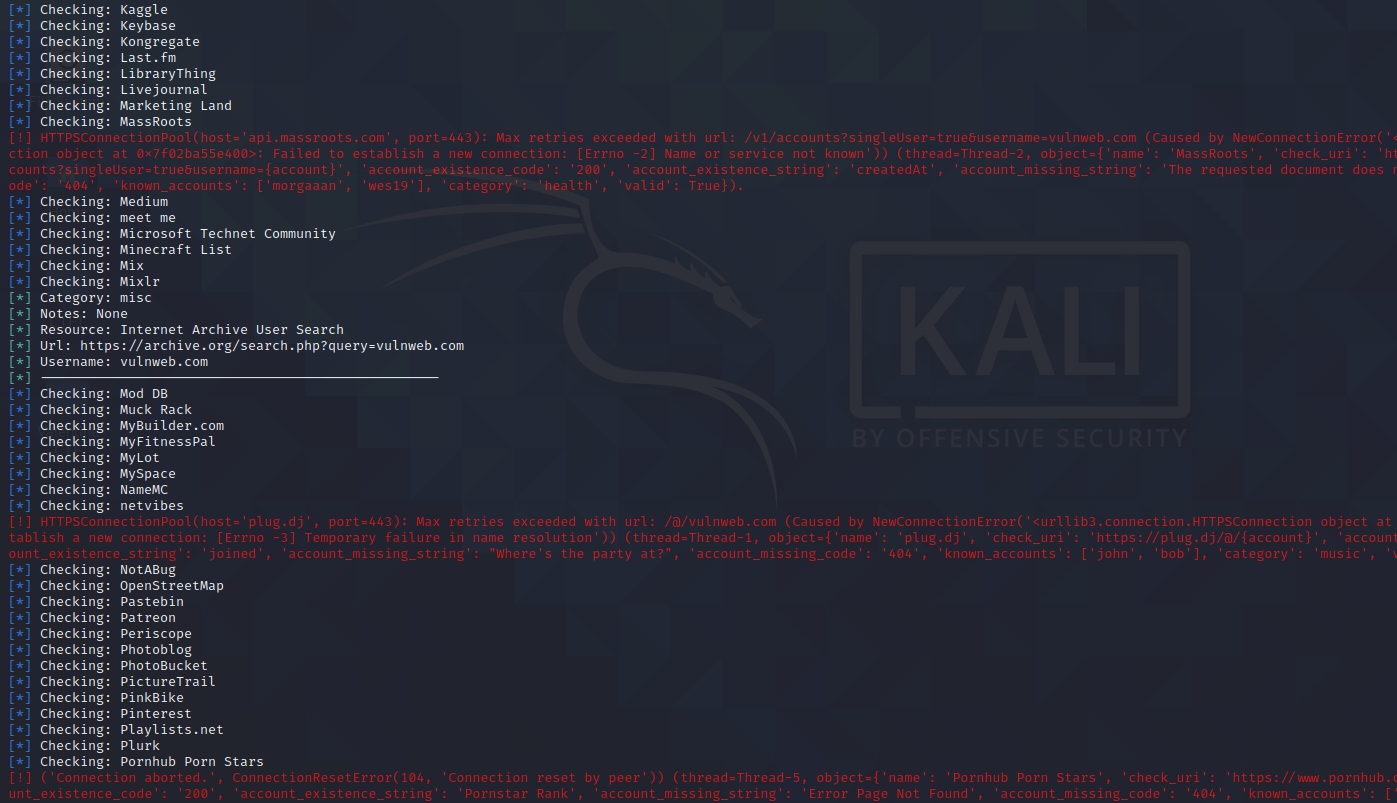 [*] Checking: Kaggle
[*] Checking: Keybase
[*] Checking: Kongregate
[*] Checking: Last.fm
[*] Checking: LibraryThing
[*] Checking: Livejournal
[*] Checking: Marketing Land
[*] Checking: MassRoots
[!] HTTPSConnectionPool(host='api.massroots.com', port=443): Max retries exceeded with url: /v1/accounts?singleUser=true&username=vulnweb.com (Caused by NewConnectionError('<
ction object at 0×7f02ba55e400>: Failed to establish a new connection: [Errno -2] Name or service not known')) (thread=Thread-2, object={'name': 'MassRoots', 'check_uri': 'ht
counts?singleUser=true&username={account}', 'account_existence_code': '200', 'account_existence_string': 'createdAt', 'account_missing_string': 'The requested document does n
ode': '404', 'known_accounts': ['morgaaan', 'wes19'], 'category': 'health', 'valid': True}).
[*] Checking: Medium
[*] Checking: meet me
[*] Checking: Microsoft Technet Community
[*] Checking: Minecraft List
[*] Checking: Mix
[*] Checking: Mixlr
[*] Category: misc
[*] Notes: None
[*] Resource: Internet Archive User Search
[*] Url: https://archive.org/search.php?query=vulnweb.com
[*] Username: vulnweb.com
[*] --------------------------------------------------
[*] Checking: Mod DB
[*] Checking: Muck Rack
[*] Checking: MyBuilder.com
[*] Checking: MyFitnessPal
[*] Checking: MyLot
[*] Checking: MySpace
[*] Checking: NameMC
[*] Checking: netvibes
[!] HTTPSConnectionPool(host='plug.dj', port=443): Max retries exceeded with url: /@/vulnweb.com (Caused by NewConnectionError('<urllib3.connection.HTTPSConnection object at
tablish a new connection: [Errno -3] Temporary failure in name resolution')) (thread=Thread-1, object={'name': 'plug.dj', 'check_uri': 'https://plug.dj/@/{account}', 'account
ount_existence_string': 'joined', 'account_missing_string': "Where's the party at?", 'account_missing_code': '404', 'known_accounts': ['john', 'bob'], 'category': 'music', 'v
[*] Checking: NotABug
[*] Checking: OpenStreetMap
[*] Checking: Pastebin
[*] Checking: Patreon
[*] Checking: Periscope
[*] Checking: Photoblog
[*] Checking: PhotoBucket
[*] Checking: PictureTrail
[*] Checking: PinkBike
[*] Checking: Pinterest
[*] Checking: Playlists.net
[*] Checking: Plurk
[*] Checking: Pornhub Porn Stars
[!] ('Connection aborted.', ConnectionResetError(104, 'Connection reset by peer')) (thread=Thread-5, object={'name': 'Pornhub Porn Stars', 'check_uri': 'https://www.pornhub.c
unt_existence_code': '200', 'account_existence_string': 'Pornstar Rank', 'account_missing_string': 'Error Page Not Found', 'account_missing_code': '404', 'known_accounts': [
KALI
BY OFFENSIVE SECURITY